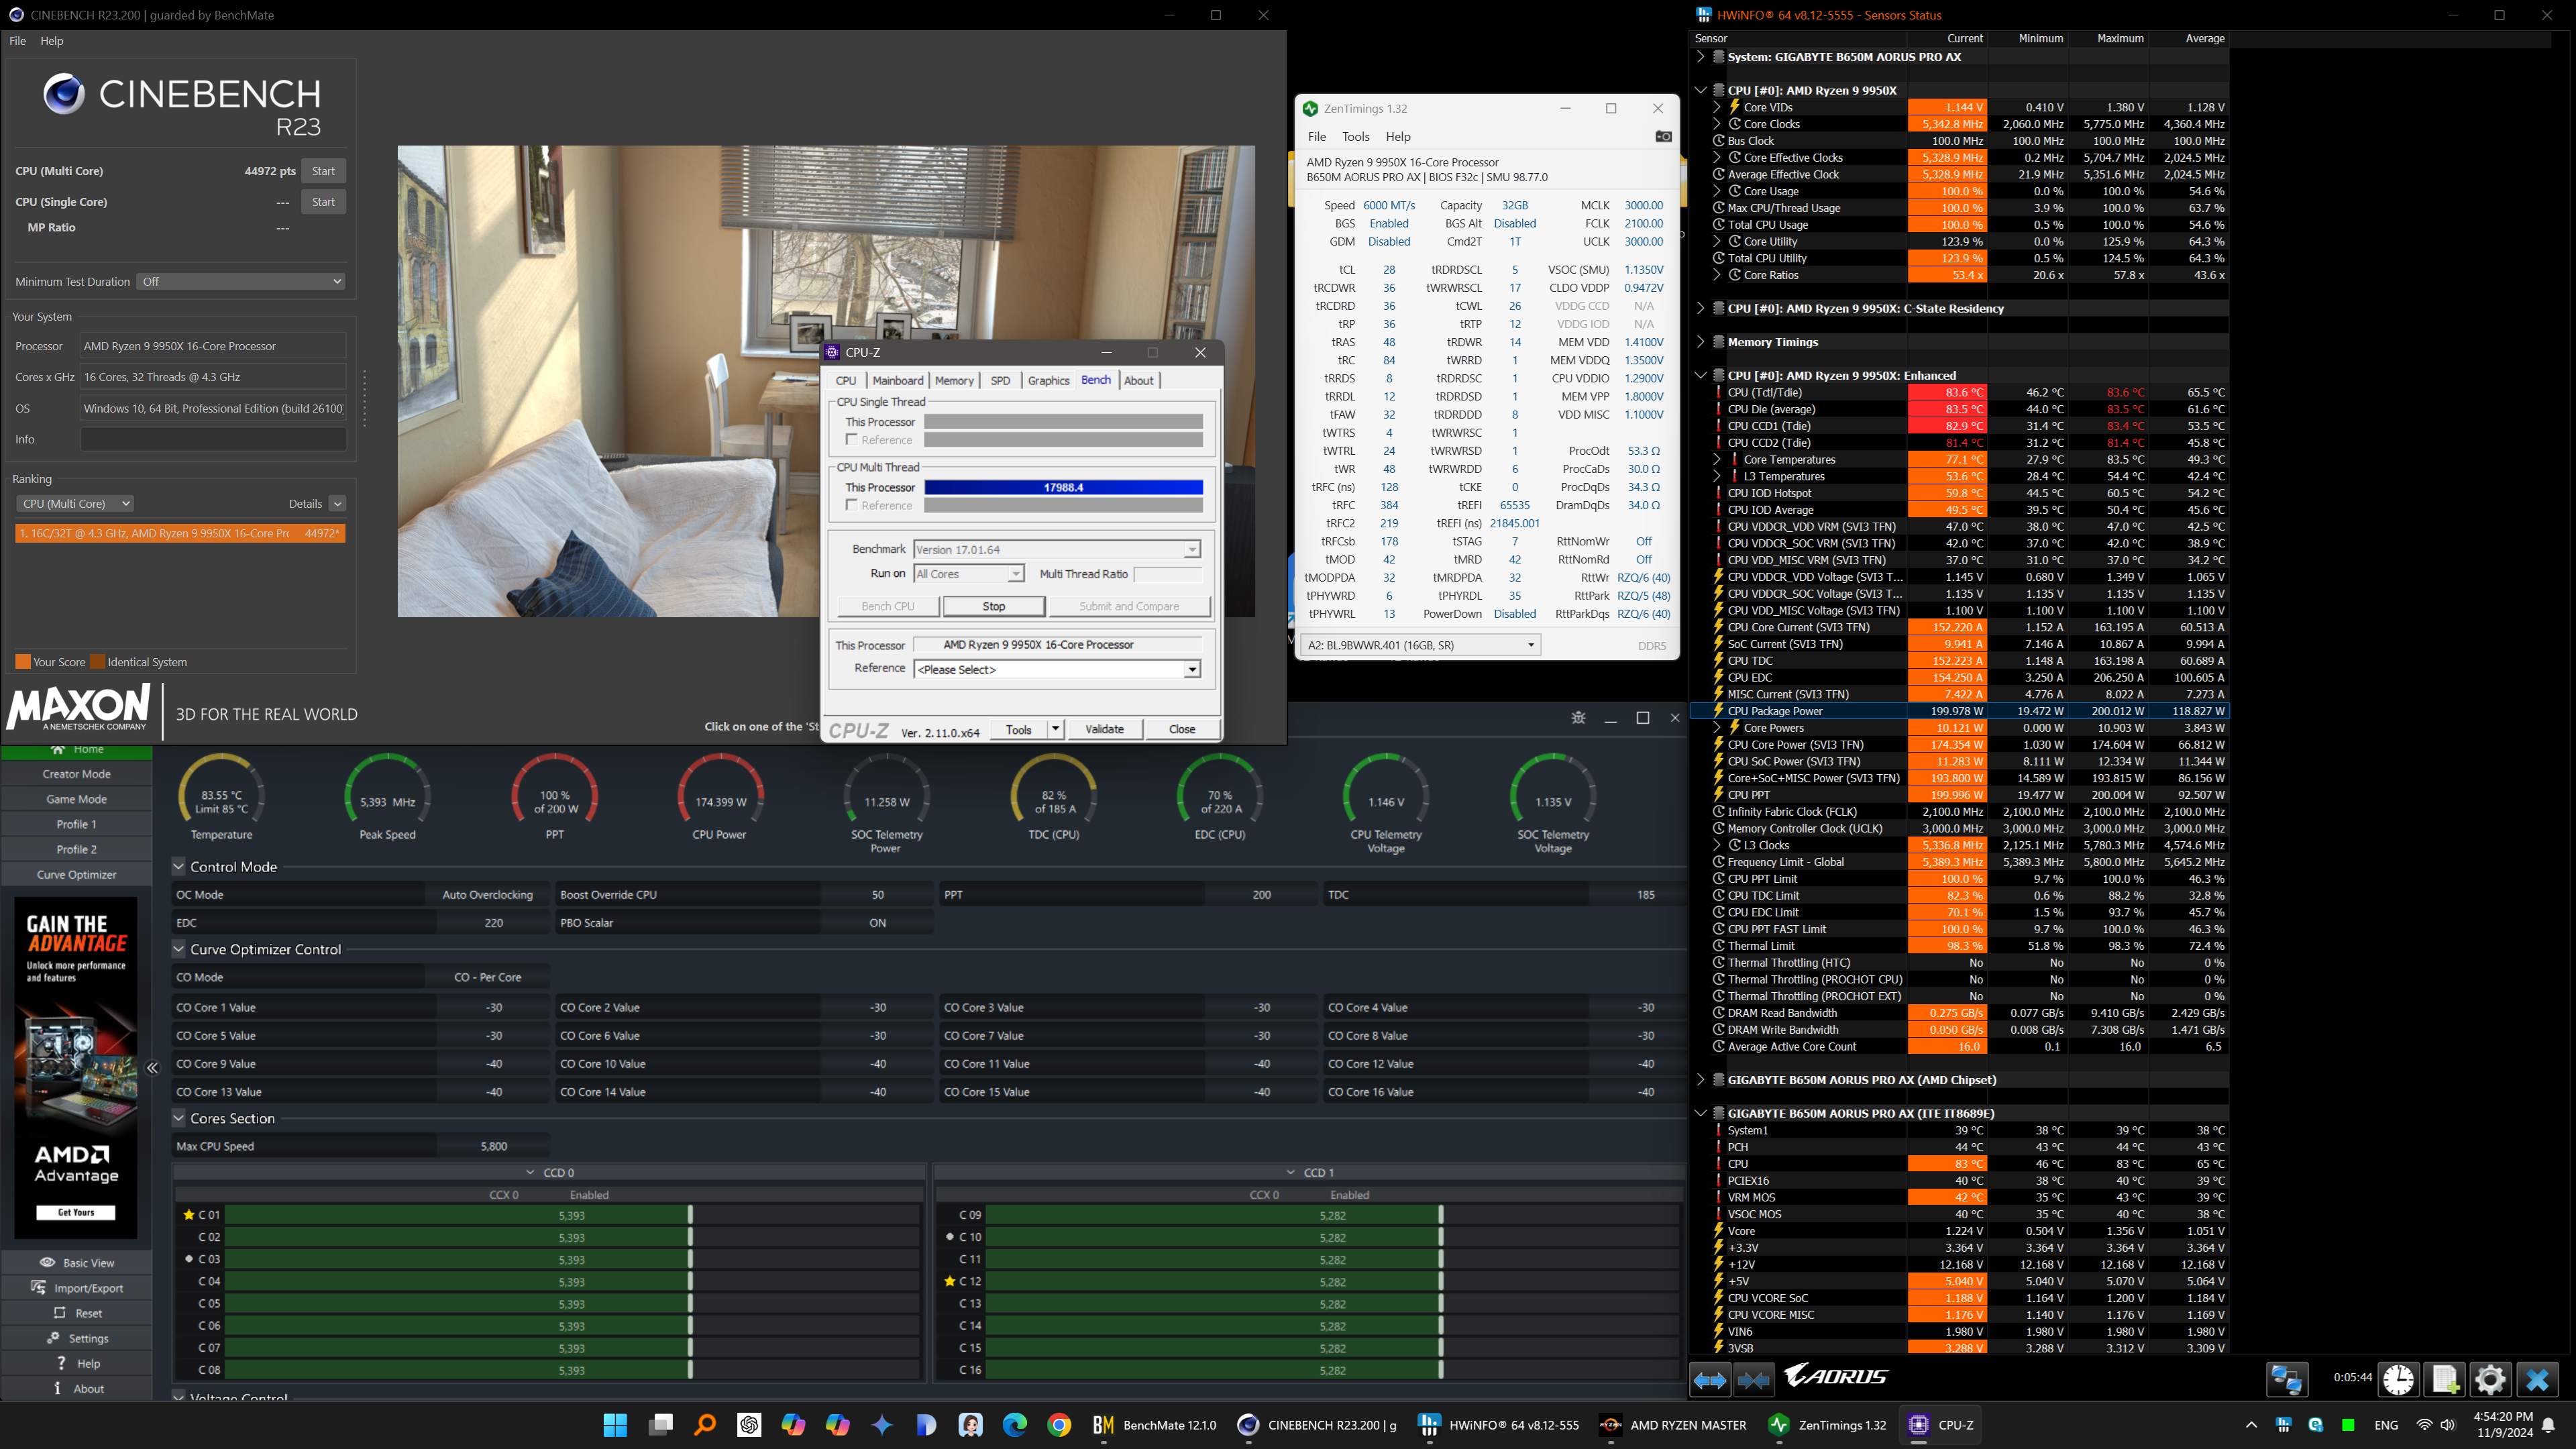 CINEBENCH R23.200 | guarded by BenchMate
File Help
CINEBENCH
R23
CPU (Multi Core) 44972 pts Start
CPU (Single Core) --- Start
MP Ratio ---
Minimum Test Duration Off
Your System
Processor AMD Ryzen 9 9950X 16-Core Processor
Cores x GHz 16 Cores, 32 Threads @ 4.3 GHz
OS Windows 10, 64 Bit, Professional Edition (build 26100)
Info
Ranking
CPU (Multi Core) Details
1. 16C/32T @ 4.3 GHz, AMD Ryzen 9 9950X 16-Core Prc 44972*
Your Score Identical System
MAXON
A NEMETSCHEK COMPANY
3D FOR THE REAL WORLD
Click on one of the 'St
CPU-Z
CPU Mainboard Memory SPD Graphics Bench About
CPU Single Thread
This Processor
Reference
CPU Multi Thread
This Processor 17988.4
Reference
Benchmark Version 17.01.64
Run on All Cores Multi Thread Ratio
Bench CPU Stop Submit and Compare
This Processor AMD Ryzen 9 9950X 16-Core Processor
Reference <Please Select>
CPU-Z Ver. 2.11.0.x64 Tools Validate Close
ZenTimings 1.32
File Tools Help
AMD Ryzen 9 9950X 16-Core Processor
B650M AORUS PRO AX | BIOS F32c | SMU 98.77.0
Speed 6000 MT/s Capacity 32GB MCLK 3000.00
BGS Enabled BGS Alt Disabled FCLK 2100.00
GDM Disabled Cmd2T 1T UCLK 3000.00
tCL 28 tRDRDSCL 5 VSOC (SMU) 1.1350V
tRCDWR 36 tWRWRSCL 17 CLDO VDDP 0.9472V
tRCDRD 36 tCWL 26 VDDG CCD N/A
tRP 36 tRTP 12 VDDG IOD N/A
tRAS 48 tRDWR 14 MEM VDD 1.4100V
tRC 84 tWRRD 1 MEM VDDQ 1.3500V
tRRDS 8 tRDRDSC 1 CPU VDDIO 1.2900V
tRRDL 12 tRDRDSD 1 MEM VPP 1.8000V
tFAW 32 tRDRDDD 8 VDD MISC 1.1000V
tWTRS 4 tWRWRSC 1
tWTRL 24 tWRWRSD 1 ProcOdt 53.3 Ω
tWR 48 tWRWRDD 6 ProcCaDs 30.0 Ω
tRFC (ns) 128 tCKE 0 ProcDqDs 34.3 Ω
tRFC 384 tREFI 65535 DramDqDs 34.0 Ω
tRFC2 219 tREFI (ns) 21845.001
tRFCsb 178 tSTAG 7 RttNomWr Off
tMOD 42 tMRD 42 RttNomRd Off
tMODPDA 32 tMRDPDA 32 RttWr RZQ/6 (40)
tPHYWRD 6 tPHYRDL 35 RttPark RZQ/5 (48)
tPHYWRL 13 PowerDown Disabled RttParkDqs RZQ/6 (40)
A2: BL.9BWWR.401 (16GB, SR) DDR5
Home
Creator Mode
Game Mode
Profile 1
Profile 2
Curve Optimizer
GAIN THE
ADVANTAGE
Unlock more performance
and features
AMD
Advantage
Get Yours
Basic View
Import/Export
Reset
Settings
Help
About
83.55 °C
Limit 85 °C
Temperature
5,393 MHz
Peak Speed
100 %
of 200 W
PPT
174.399 W
CPU Power
11.258 W
SOC Telemetry
Power
82 %
of 185 A
TDC (CPU)
70 %
of 220 A
EDC (CPU)
1.146 V
CPU Telemetry
Voltage
1.135 V
SOC Telemetry
Voltage
Control Mode
OC Mode Auto Overclocking Boost Override CPU 50 PPT 200 TDC 185
EDC 220 PBO Scalar ON
Curve Optimizer Control
CO Mode CO - Per Core
CO Core 1 Value -30 CO Core 2 Value -30 CO Core 3 Value -30 CO Core 4 Value -30
CO Core 5 Value -30 CO Core 6 Value -30 CO Core 7 Value -30 CO Core 8 Value -30
CO Core 9 Value -40 CO Core 10 Value -40 CO Core 11 Value -40 CO Core 12 Value -40
CO Core 13 Value -40 CO Core 14 Value -40 CO Core 15 Value -40 CO Core 16 Value -40
Cores Section
Max CPU Speed 5,800
CCD 0 CCD 1
CCX 0 Enabled CCX 0 Enabled
C 01 5,393 C 09 5,282
C 02 5,393 C 10 5,282
C 03 5,393 C 11 5,282
C 04 5,393 C 12 5,282
C 05 5,393 C 13 5,282
C 06 5,393 C 14 5,282
C 07 5,393 C 15 5,282
C 08 5,393 C 16 5,282
Voltage Control
HWiNFO® 64 v8.12-5555 - Sensors Status
Sensor Current Minimum Maximum Average
System: GIGABYTE B650M AORUS PRO AX
CPU [#0]: AMD Ryzen 9 9950X
Core VIDs 1.144 V 0.410 V 1.380 V 1.128 V
Core Clocks 5,342.8 MHz 2,060.0 MHz 5,775.0 MHz 4,360.4 MHz
Bus Clock 100.0 MHz 100.0 MHz 100.0 MHz 100.0 MHz
Core Effective Clocks 5,328.9 MHz 0.2 MHz 5,704.7 MHz 2,024.5 MHz
Average Effective Clock 5,328.9 MHz 21.9 MHz 5,351.6 MHz 2,024.5 MHz
Core Usage 100.0 % 0.0 % 100.0 % 54.6 %
Max CPU/Thread Usage 100.0 % 3.9 % 100.0 % 63.7 %
Total CPU Usage 100.0 % 0.5 % 100.0 % 54.6 %
Core Utility 123.9 % 0.0 % 125.9 % 64.3 %
Total CPU Utility 123.9 % 0.5 % 124.5 % 64.3 %
Core Ratios 53.4 x 20.6 x 57.8 x 43.6 x
CPU [#0]: AMD Ryzen 9 9950X: C-State Residency
Memory Timings
CPU [#0]: AMD Ryzen 9 9950X: Enhanced
CPU (Tctl/Tdie) 83.6 °C 46.2 °C 83.6 °C 65.5 °C
CPU Die (average) 83.5 °C 44.0 °C 83.5 °C 61.6 °C
CPU CCD1 (Tdie) 82.9 °C 31.4 °C 83.4 °C 53.5 °C
CPU CCD2 (Tdie) 81.4 °C 31.2 °C 81.4 °C 45.8 °C
Core Temperatures 77.1 °C 27.9 °C 83.5 °C 49.3 °C
L3 Temperatures 53.6 °C 28.4 °C 54.4 °C 42.4 °C
CPU IOD Hotspot 59.8 °C 44.5 °C 60.5 °C 54.2 °C
CPU IOD Average 49.5 °C 39.5 °C 50.4 °C 45.6 °C
CPU VDDCR_VDD VRM (SVI3 TFN) 47.0 °C 38.0 °C 47.0 °C 42.5 °C
CPU VDDCR_SOC VRM (SVI3 TFN) 42.0 °C 37.0 °C 42.0 °C 38.9 °C
CPU VDD_MISC VRM (SVI3 TFN) 37.0 °C 31.0 °C 37.0 °C 34.2 °C
CPU VDDCR_VDD Voltage (SVI3 T... 1.145 V 0.680 V 1.349 V 1.065 V
CPU VDDCR_SOC Voltage (SVI3 T... 1.135 V 1.135 V 1.135 V 1.135 V
CPU VDD_MISC Voltage (SVI3 TFN) 1.100 V 1.100 V 1.100 V 1.100 V
CPU Core Current (SVI3 TFN) 152.220 A 1.152 A 163.195 A 60.513 A
SoC Current (SVI3 TFN) 9.941 A 7.146 A 10.867 A 9.994 A
CPU TDC 152.223 A 1.148 A 163.198 A 60.689 A
CPU EDC 154.250 A 3.250 A 206.250 A 100.605 A
MISC Current (SVI3 TFN) 7.422 A 4.776 A 8.022 A 7.273 A
CPU Package Power 199.978 W 19.472 W 200.012 W 118.827 W
Core Powers 10.121 W 0.000 W 10.903 W 3.843 W
CPU Core Power (SVI3 TFN) 174.354 W 1.030 W 174.604 W 66.812 W
CPU SoC Power (SVI3 TFN) 11.283 W 8.111 W 12.334 W 11.344 W
Core+SoC+MISC Power (SVI3 TFN) 193.800 W 14.589 W 193.815 W 86.156 W
CPU PPT 199.996 W 19.477 W 200.004 W 92.507 W
Infinity Fabric Clock (FCLK) 2,100.0 MHz 2,100.0 MHz 2,100.0 MHz 2,100.0 MHz
Memory Controller Clock (UCLK) 3,000.0 MHz 3,000.0 MHz 3,000.0 MHz 3,000.0 MHz
L3 Clocks 5,336.8 MHz 2,125.1 MHz 5,780.3 MHz 4,574.6 MHz
Frequency Limit - Global 5,389.3 MHz 5,389.3 MHz 5,800.0 MHz 5,645.2 MHz
CPU PPT Limit 100.0 % 9.7 % 100.0 % 46.3 %
CPU TDC Limit 82.3 % 0.6 % 88.2 % 32.8 %
CPU EDC Limit 70.1 % 1.5 % 93.7 % 45.7 %
CPU PPT FAST Limit 100.0 % 9.7 % 100.0 % 46.3 %
Thermal Limit 98.3 % 51.8 % 98.3 % 72.4 %
Thermal Throttling (HTC) No No No 0 %
Thermal Throttling (PROCHOT CPU) No No No 0 %
Thermal Throttling (PROCHOT EXT) No No No 0 %
DRAM Read Bandwidth 0.275 GB/s 0.077 GB/s 9.410 GB/s 2.429 GB/s
DRAM Write Bandwidth 0.050 GB/s 0.008 GB/s 7.308 GB/s 1.471 GB/s
Average Active Core Count 16.0 0.1 16.0 6.5
GIGABYTE B650M AORUS PRO AX (AMD Chipset)
GIGABYTE B650M AORUS PRO AX (ITE IT8689E)
System1 39 °C 38 °C 39 °C 38 °C
PCH 44 °C 43 °C 44 °C 43 °C
CPU 83 °C 46 °C 83 °C 65 °C
PCIEX16 40 °C 38 °C 40 °C 39 °C
VRM MOS 42 °C 35 °C 43 °C 39 °C
VSOC MOS 40 °C 35 °C 40 °C 38 °C
Vcore 1.224 V 0.504 V 1.356 V 1.051 V
+3.3V 3.364 V 3.364 V 3.364 V 3.364 V
+12V 12.168 V 12.168 V 12.168 V 12.168 V
+5V 5.040 V 5.040 V 5.070 V 5.064 V
CPU VCORE SoC 1.188 V 1.164 V 1.200 V 1.184 V
CPU VCORE MISC 1.176 V 1.140 V 1.176 V 1.169 V
VIN6 1.980 V 1.980 V 1.980 V 1.980 V
3VSB 3.288 V 3.288 V 3.312 V 3.309 V
AORUS 0:05:44
BM BenchMate 12.1.0 CINEBENCH R23.200 | g HWiNFO® 64 v8.12-555 RYZEN AMD RYZEN MASTER ZenTimings 1.32 CPU-Z ENG 4:54:20 PM
11/9/2024